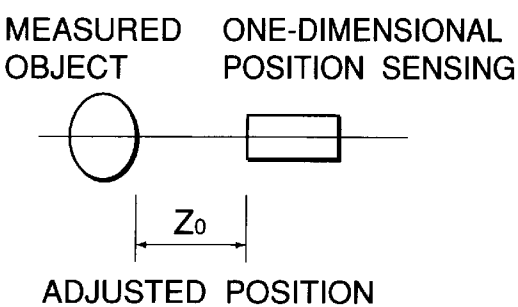 MEASURED OBJECT
ONE-DIMENSIONAL POSITION SENSING
Z0
ADJUSTED POSITION